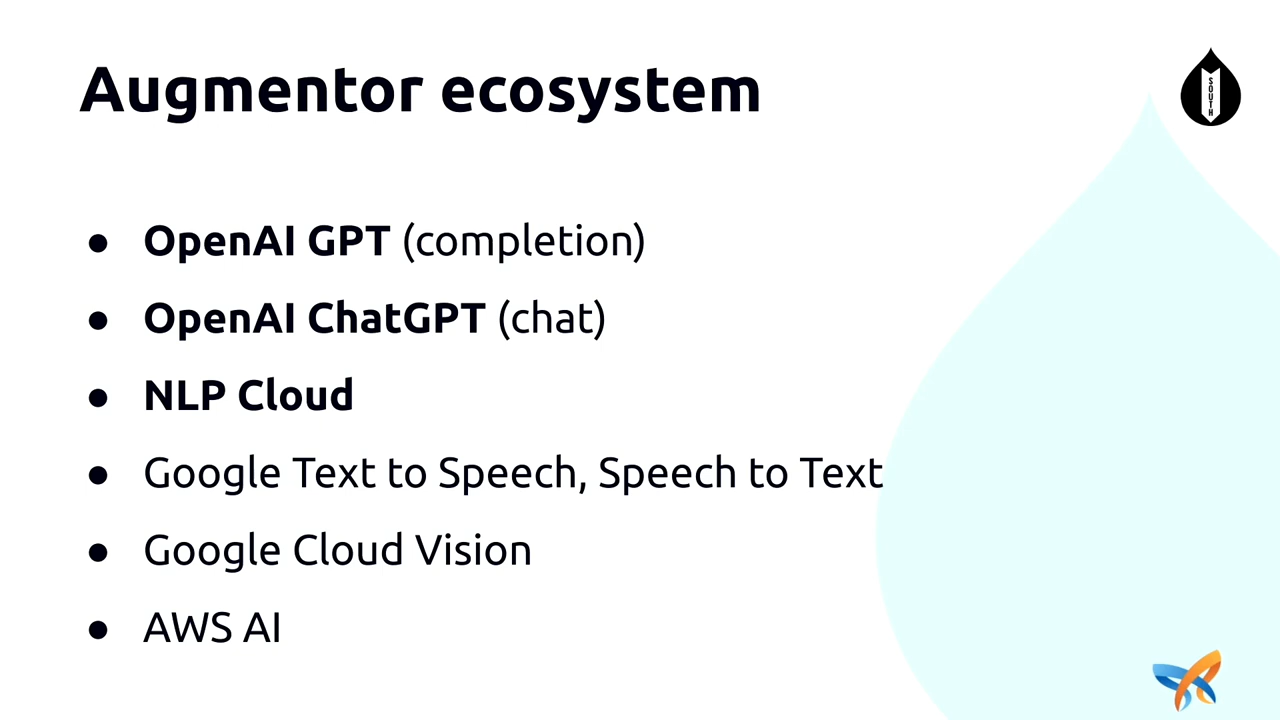 Augmentor ecosystem
SOUTH
● OpenAI GPT (completion)
● OpenAI ChatGPT (chat)
● NLP Cloud
● Google Text to Speech, Speech to Text
● Google Cloud Vision
● AWS AI